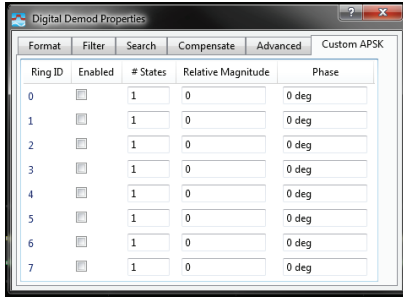 Digital Demod Properties
Format Filter Search Compensate Advanced Custom APSK
Ring ID Enabled # States Relative Magnitude Phase
0 1 0 0 deg
1 1 0 0 deg
2 1 0 0 deg
3 1 0 0 deg
4 1 0 0 deg
5 1 0 0 deg
6 1 0 0 deg
7 1 0 0 deg